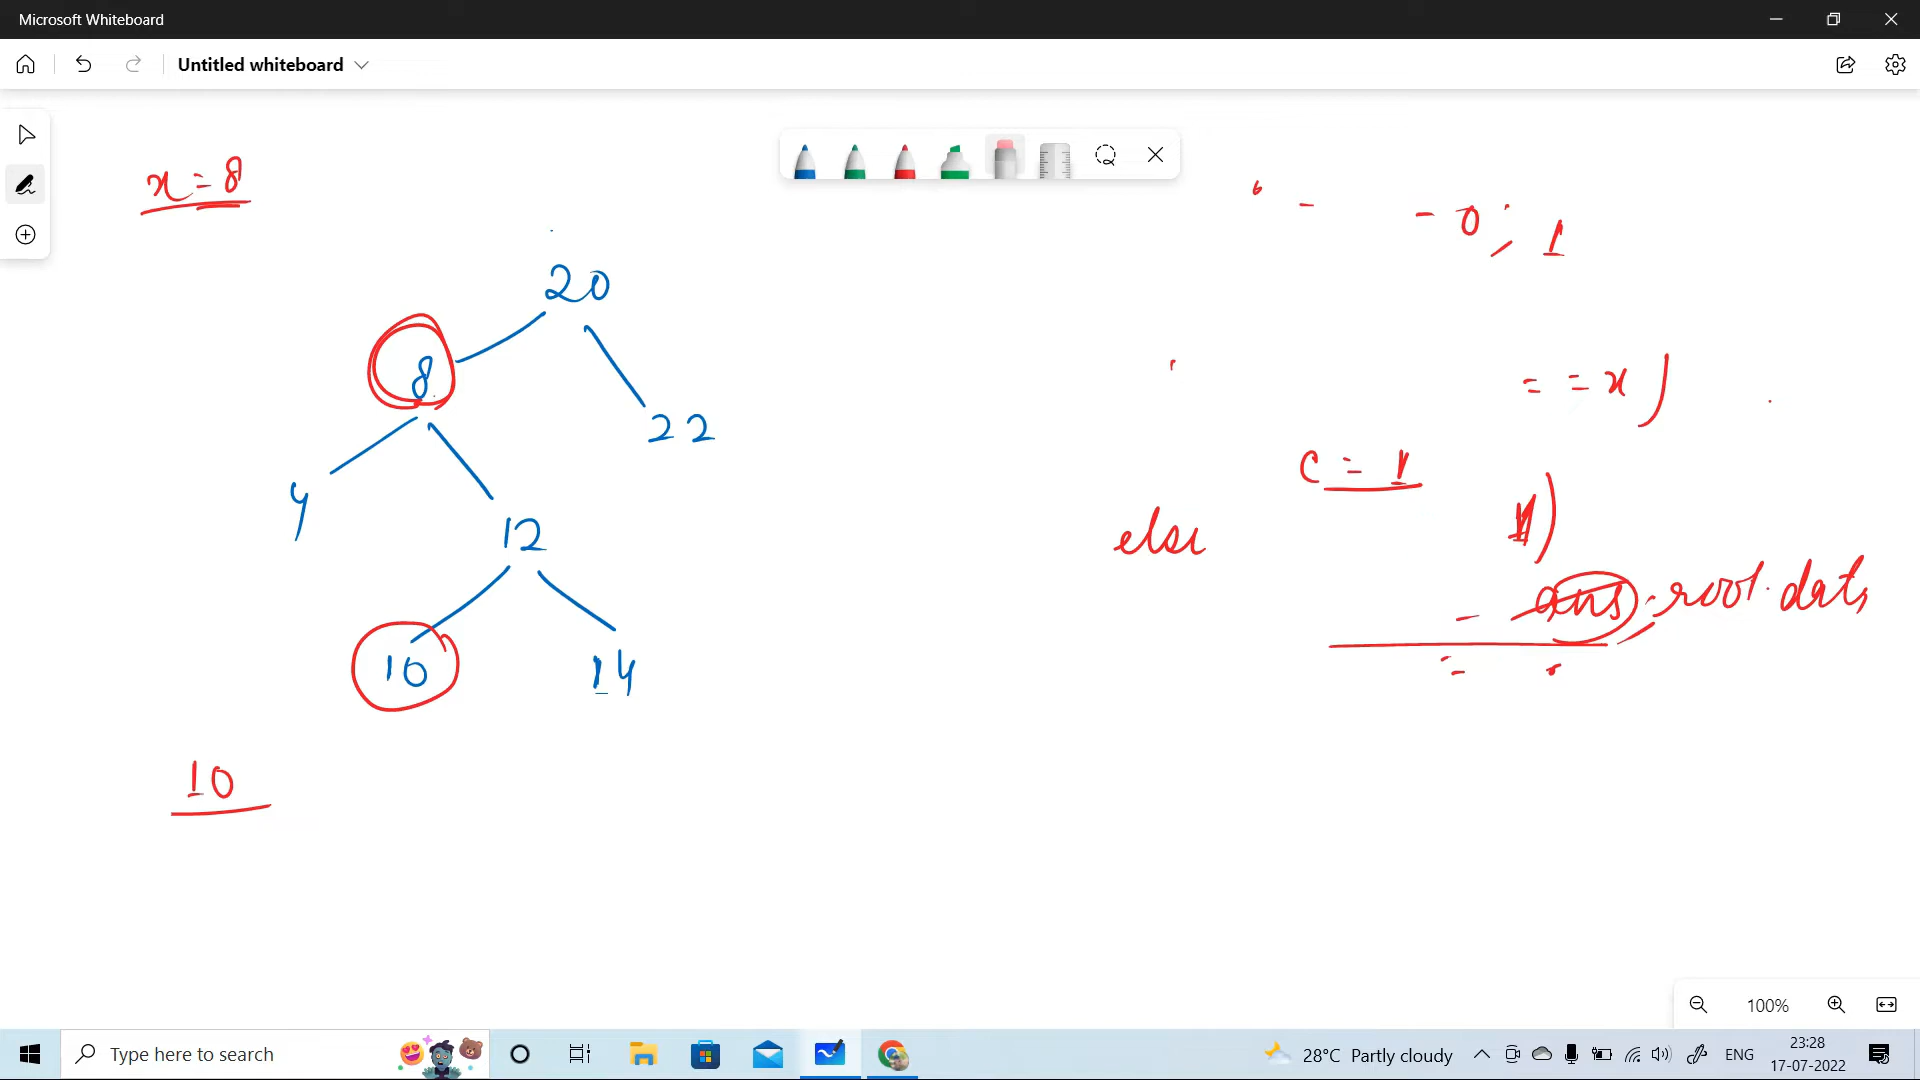 Microsoft Whiteboard
Untitled whiteboard
x = 8
- - 0; 1
20
8
= = x )
22
c = 1
4
12
else
1)
- ans. root. data
10
14
10
100%
Type here to search
28°C Partly cloudy
ENG
23:28
17-07-2022